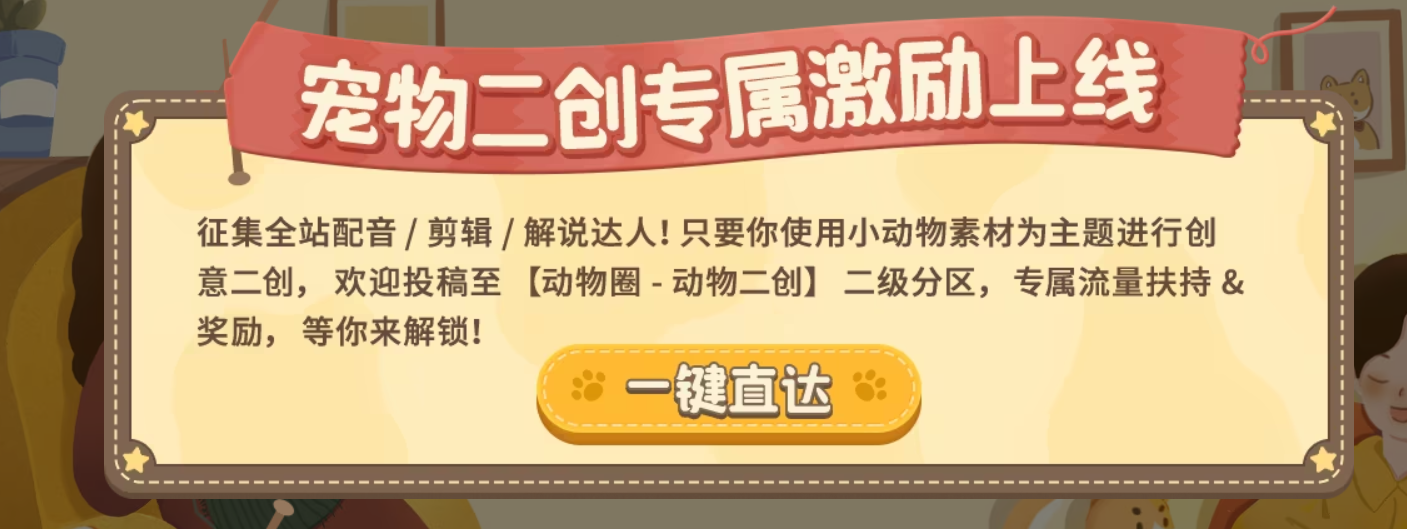 宠物二创专属激励上线
征集全站配音 / 剪辑 / 解说达人! 只要你使用小动物素材为主题进行创
意二创， 欢迎投稿至 【动物圈 - 动物二创】 二级分区， 专属流量扶持 &
奖励， 等你来解锁!
一键直达